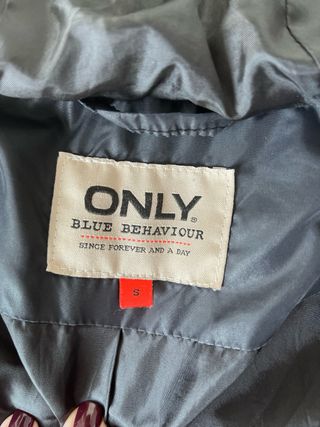 ONLY®
BLUE BEHAVIOUR
SINCE FOREVER AND A DAY
S